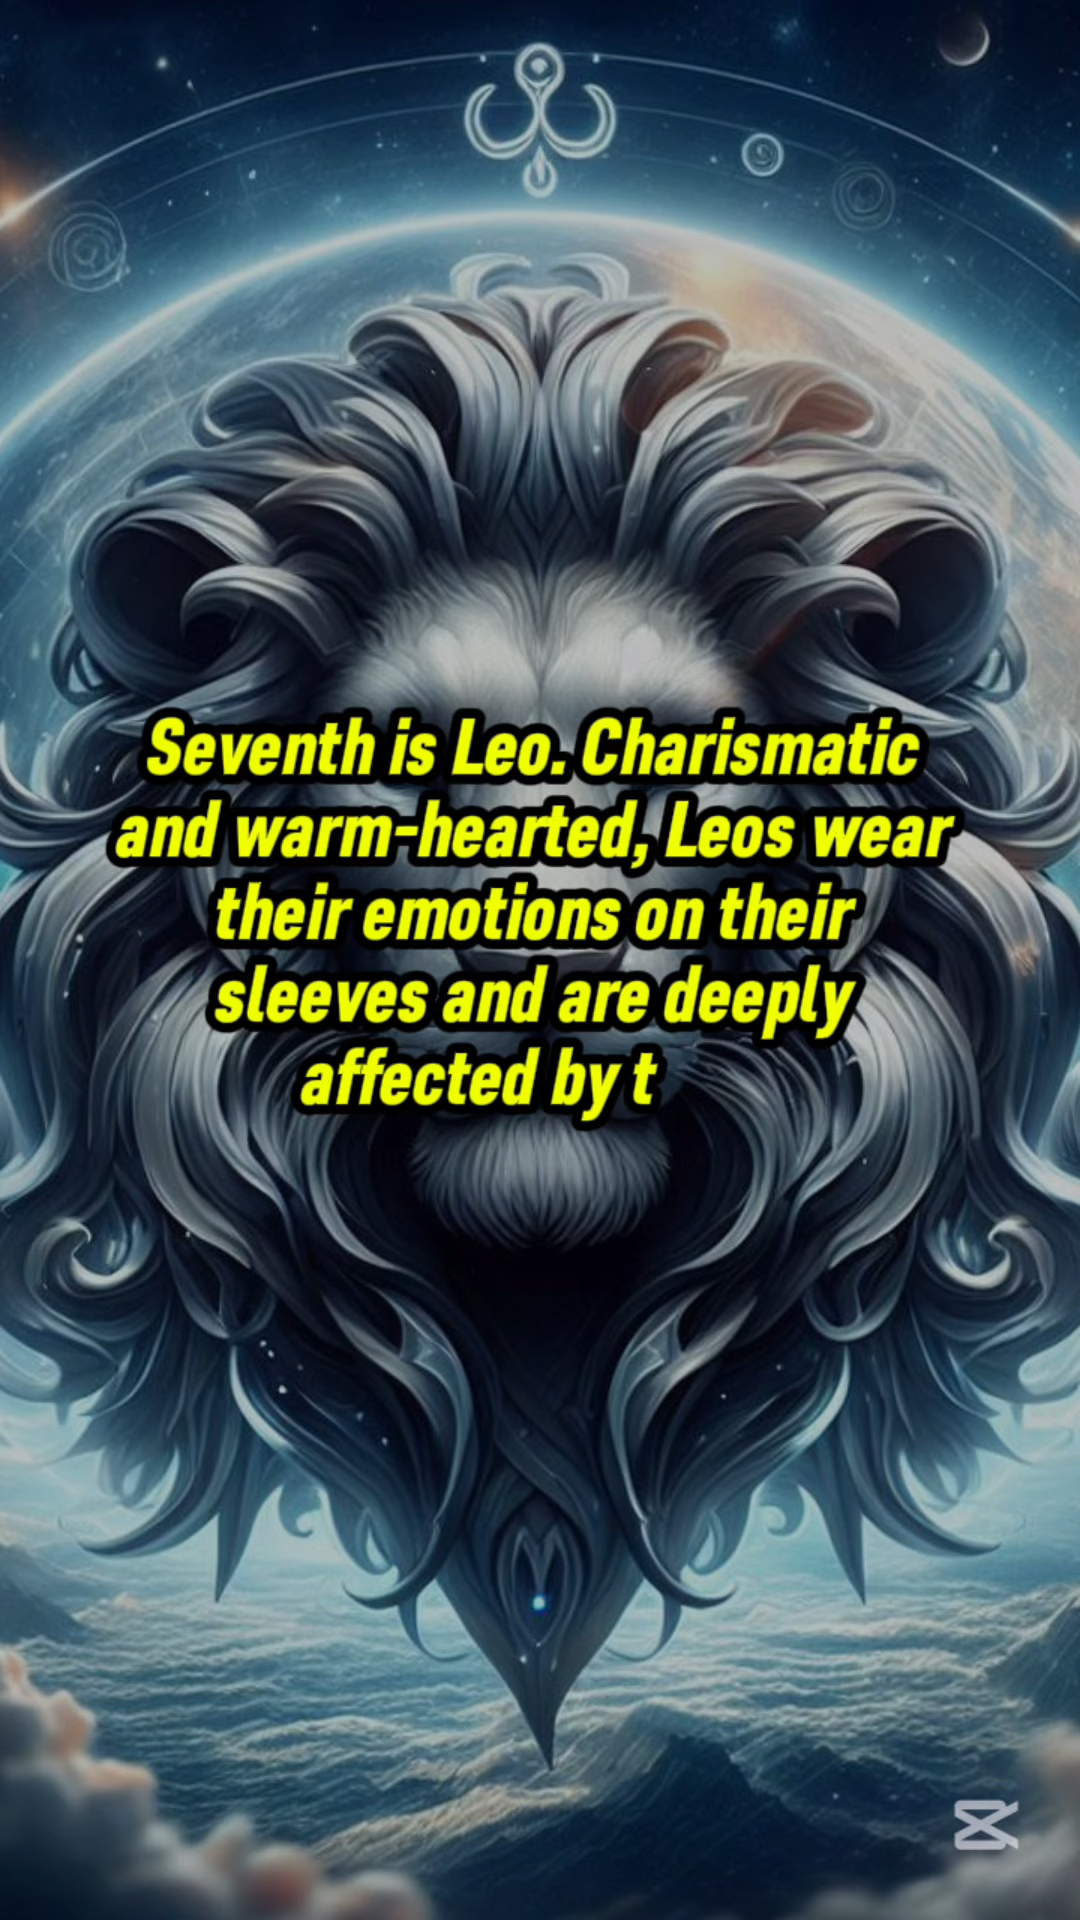 Seventh is Leo. Charismatic
and warm-hearted, Leos wear
their emotions on their
sleeves and are deeply
affected by t